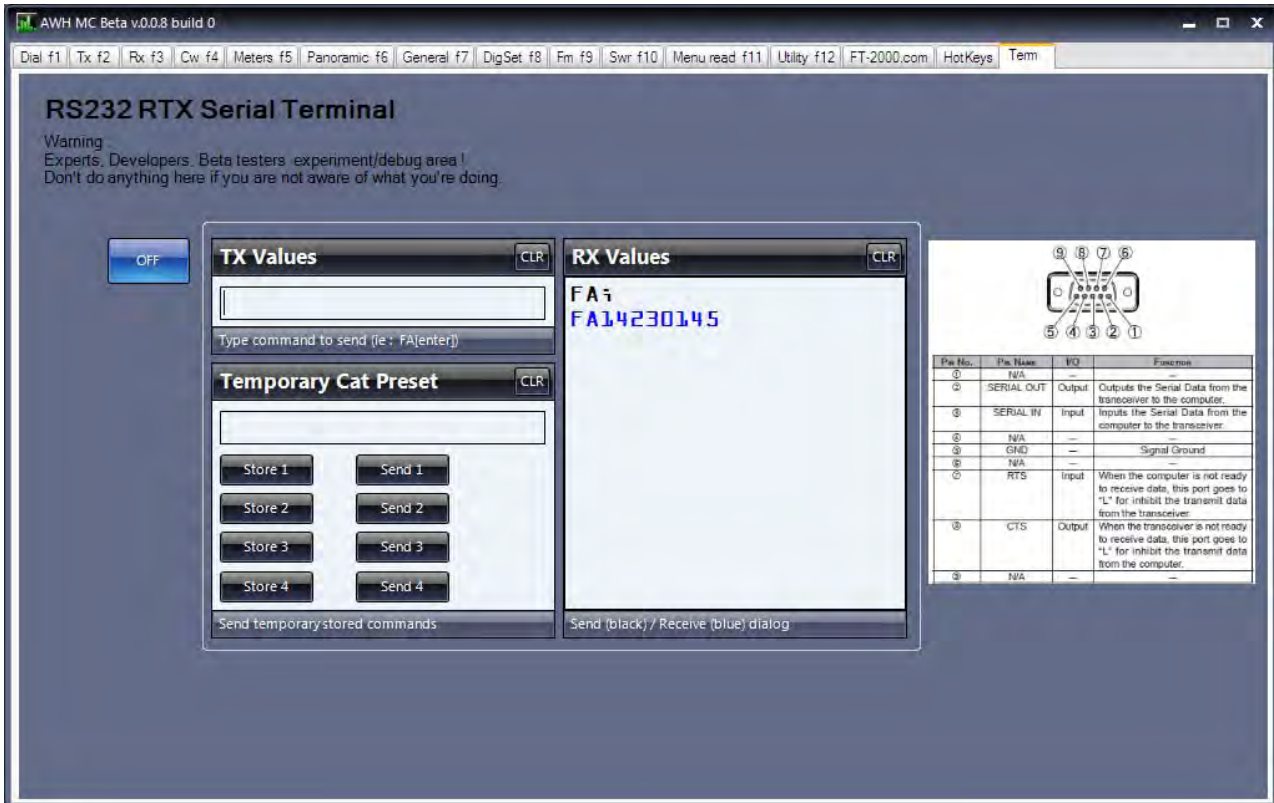 AWH MC Beta v.0.0.8 build 0
Dial f1 Tx f2 Rx f3 Cw f4 Meters f5 Panoramic f6 General f7 DigSet f8 Fm f9 Swr f10 Menu read f11 Utility f12 FT-2000.com HotKeys Term
RS232 RTX Serial Terminal
Warning :
Experts, Developers, Beta testers experiment/debug area !
Don't do anything here if you are not aware of what you're doing.
OFF
TX Values CLR
Type command to send (ie : FA[enter])
Temporary Cat Preset CLR
Store 1 Send 1
Store 2 Send 2
Store 3 Send 3
Store 4 Send 4
Send temporary stored commands
RX Values CLR
FA;
FA14230145
Send (black) / Receive (blue) dialog
⑨ ⑧ ⑦ ⑥
⑤ ④ ③ ② ①
Pin No. Pin Name I/O Function
① N/A — —
② SERIAL OUT Output Outputs the Serial Data from the
transceiver to the computer.
③ SERIAL IN Input Inputs the Serial Data from the
computer to the transceiver.
④ N/A — —
⑤ GND — Signal Ground
⑥ N/A — —
⑦ RTS Input When the computer is not ready
to receive data, this port goes to
"L" for inhibit the transmit data
from the transceiver.
⑧ CTS Output When the transceiver is not ready
to receive data, this port goes to
"L" for inhibit the transmit data
from the computer.
⑨ N/A — —